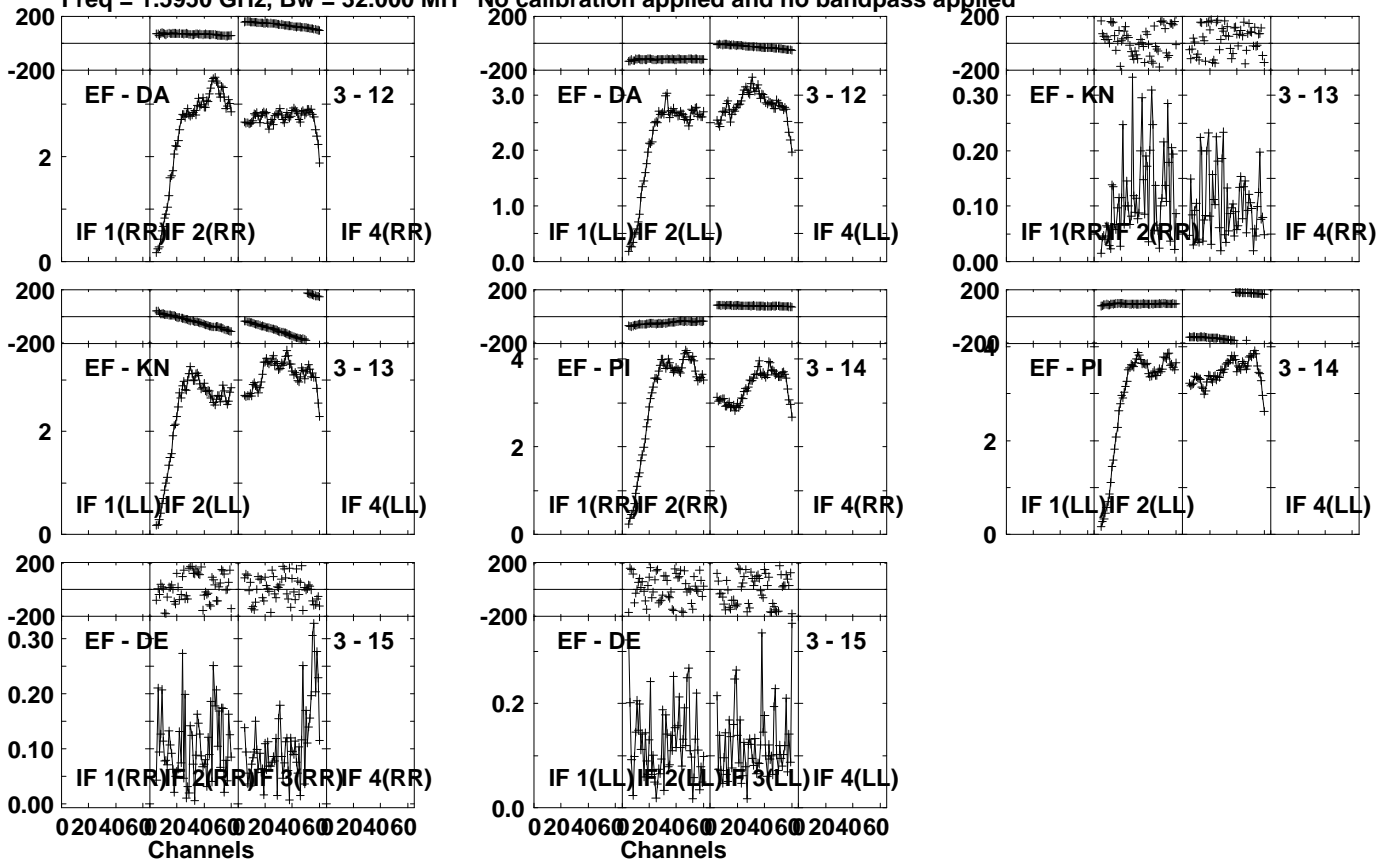 Freq = 1.5950 GHz, Bw = 32.000 MH No calibration applied and no bandpass applied
200
-200
EF - DA 3 - 12
2
0
IF 1(RR) IF 2(RR) IF 4(RR)
200
-200
EF - DA 3 - 12
3.0
2.0
1.0
0.0
IF 1(LL) IF 2(LL) IF 4(LL)
200
-200
EF - KN 3 - 13
0.30
0.20
0.10
0.00
IF 1(RR) IF 2(RR) IF 4(RR)
200
-200
EF - KN 3 - 13
2
0
IF 1(LL) IF 2(LL) IF 4(LL)
200
-200
EF - PI 3 - 14
4
2
0
IF 1(RR) IF 2(RR) IF 4(RR)
200
-200
EF - PI 3 - 14
4
2
0
IF 1(LL) IF 2(LL) IF 4(LL)
200
-200
EF - DE 3 - 15
0.30
0.20
0.10
0.00
IF 1(RR) IF 2(RR) IF 3(RR) IF 4(RR)
0 20 40 60 0 20 40 60 0 20 40 60 0 20 40 60
Channels
200
-200
EF - DE 3 - 15
0.2
0.0
IF 1(LL) IF 2(LL) IF 3(LL) IF 4(LL)
0 20 40 60 0 20 40 60 0 20 40 60 0 20 40 60
Channels